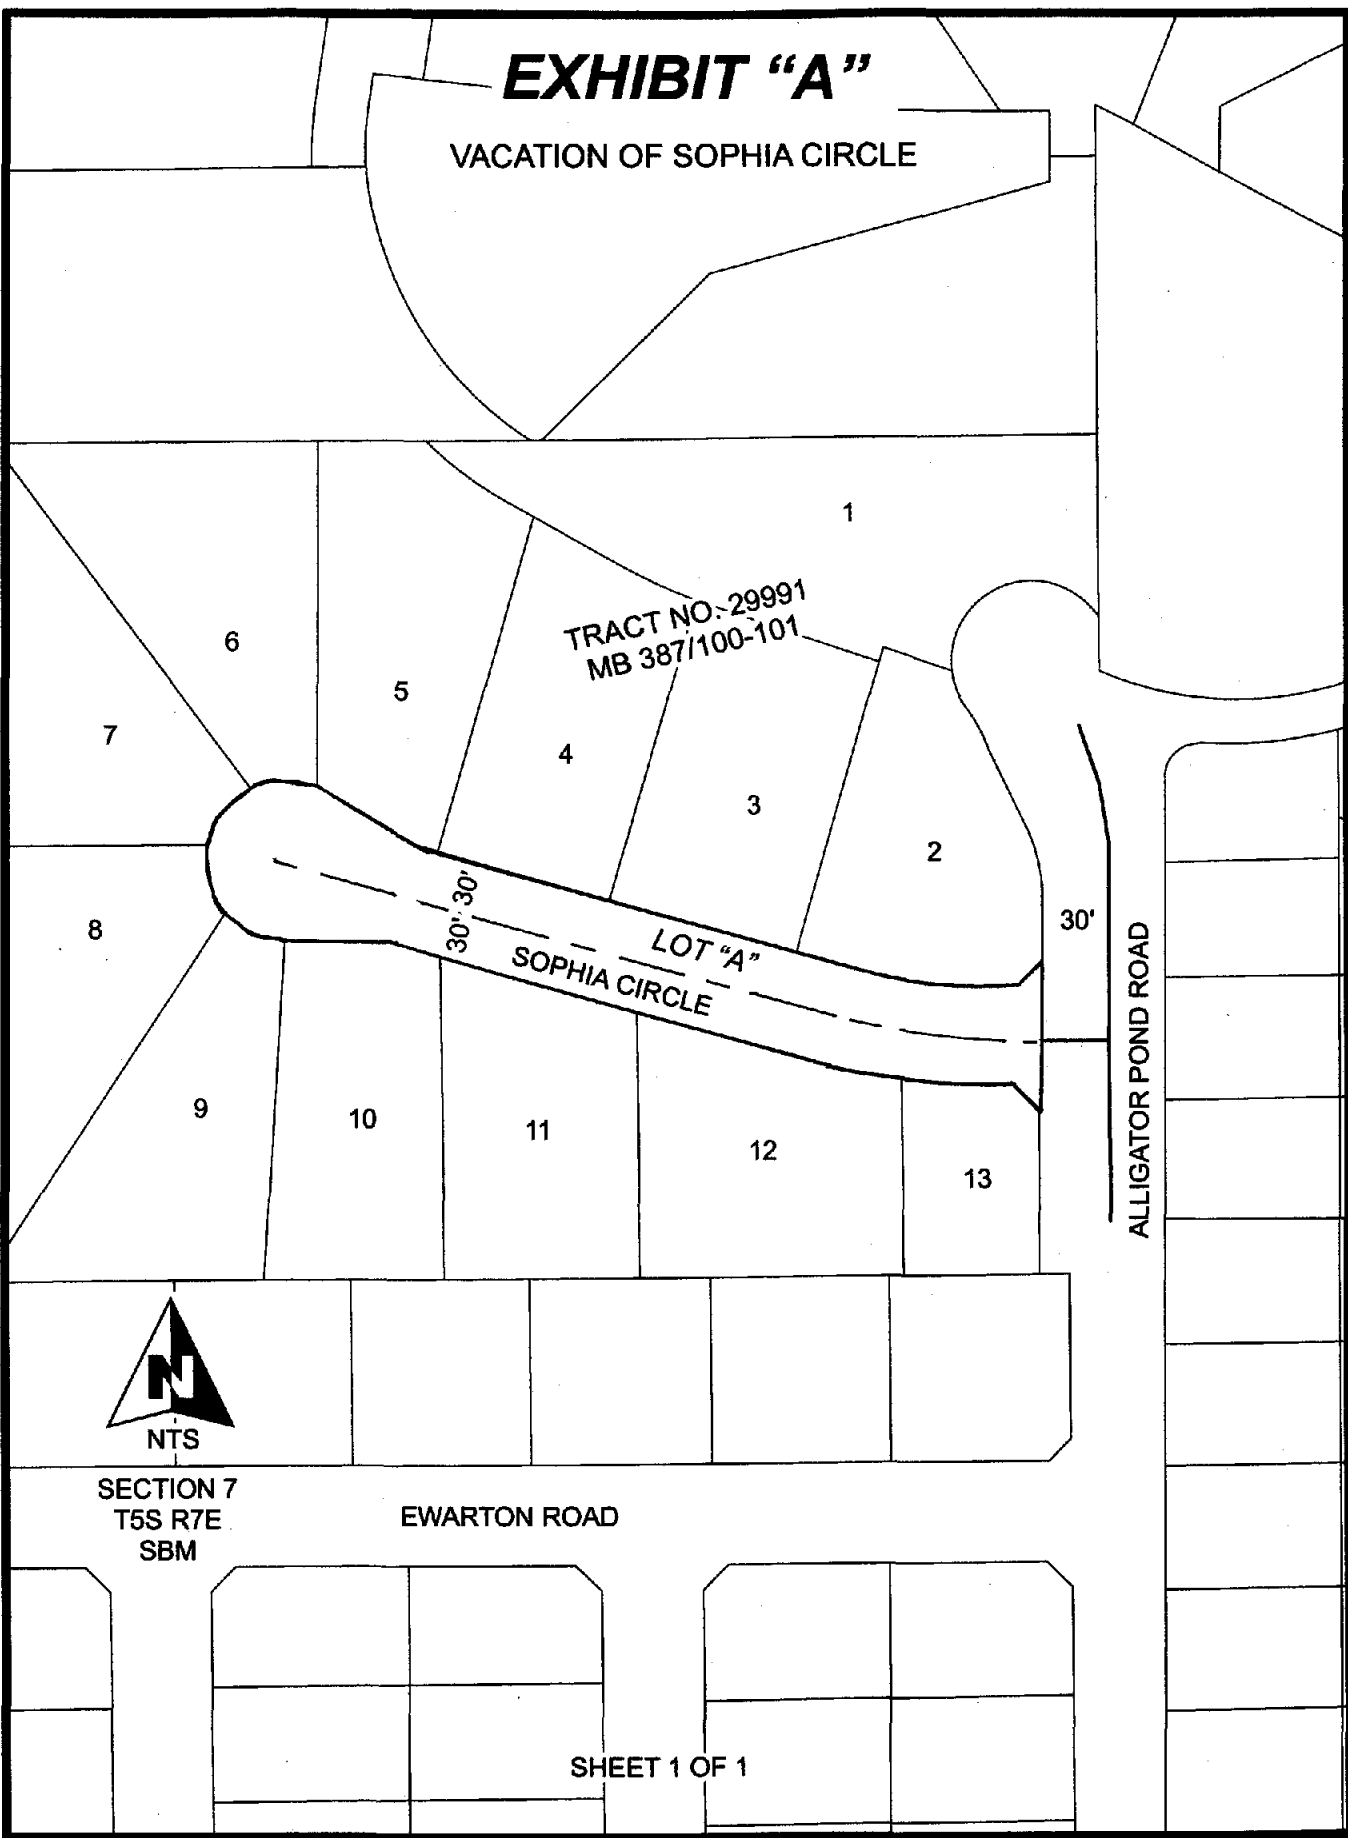 EXHIBIT “A”
VACATION OF SOPHIA CIRCLE
1
TRACT NO. 29991
MB 387/100-101
6
5
7
4
3
2
8
30'
30'
30'
LOT “A”
SOPHIA CIRCLE
ALLIGATOR POND ROAD
9
10
11
12
13
N
NTS
SECTION 7
T5S R7E
SBM
EWARTON ROAD
SHEET 1 OF 1